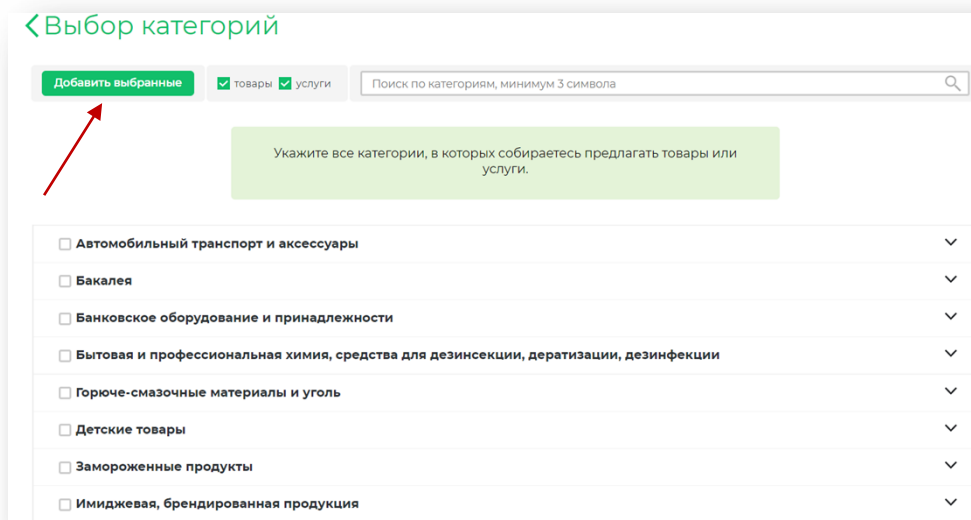 Выбор категорий
Добавить выбранные товары услуги Поиск по категориям, минимум 3 символа
Укажите все категории, в которых собираетесь предлагать товары или
услуги.
Автомобильный транспорт и аксессуары
Бакалея
Банковское оборудование и принадлежности
Бытовая и профессиональная химия, средства для дезинсекции, дератизации, дезинфекции
Горюче-смазочные материалы и уголь
Детские товары
Замороженные продукты
Имиджевая, брендированная продукция